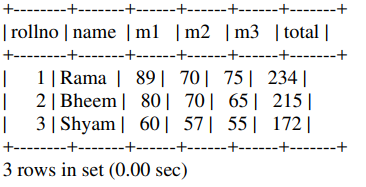 +--------+-------+------+------+------+-------+
| rollno | name | m1 | m2 | m3 | total |
+--------+-------+------+------+------+-------+
| 1 | Rama | 89 | 70 | 75 | 234 |
| 2 | Bheem | 80 | 70 | 65 | 215 |
| 3 | Shyam | 60 | 57 | 55 | 172 |
+--------+-------+------+------+------+-------+
3 rows in set (0.00 sec)